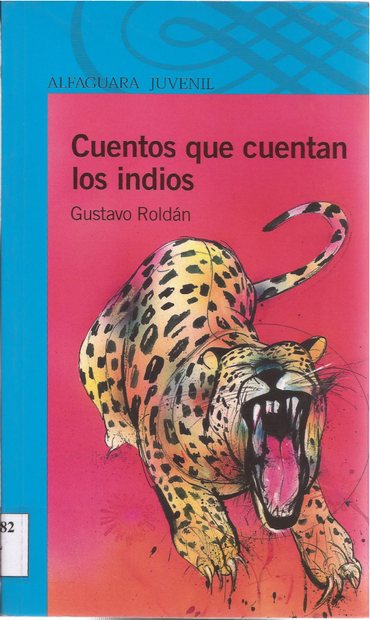 ALFAGUARA JUVENIL
Cuentos que cuentan
los indios
Gustavo Roldán
82